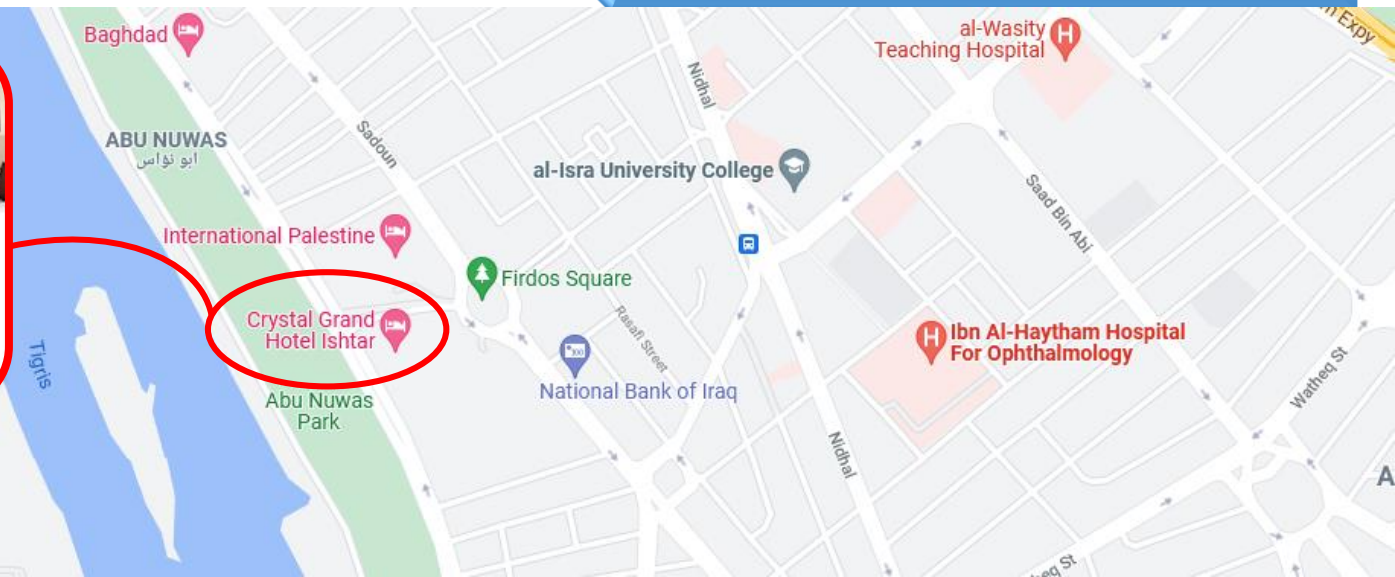 Baghdad
al-Wasity
Teaching Hospital
Nidhal
ABU NUWAS
ابو نؤاس
Sadoun
al-Isra University College
Saad Bin Abi
International Palestine
Firdos Square
Crystal Grand
Hotel Ishtar
Rasafi Street
Ibn Al-Haytham Hospital
For Ophthalmology
Tigris
National Bank of Iraq
Abu Nuwas
Park
Watheq St
Nidhal